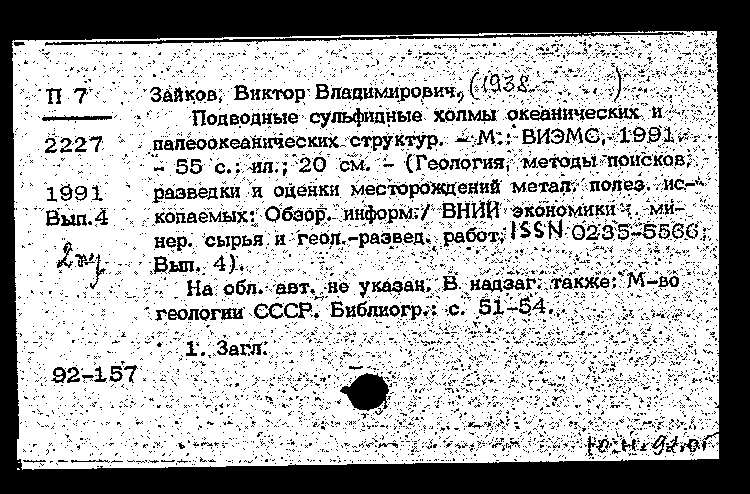 П 7
2227
1991
Вып.4
2 экз
92-157
Зайков, Виктор Владимирович, (1938 - . . )
Подводные сульфидные холмы океанических и
палеоокеанических структур. - М.: ВИЭМС, 1991.
- 55 с.: ил.; 20 см. - (Геология, методы поисков,
разведки и оценки месторождений метал. полез. ис-
копаемых: Обзор. информ./ ВНИИ экономики минер.
нер. сырья и геол.-развед. работ, ISSN 0235-5566;
Вып. 4).
На обл. авт. не указан. В надзаг. также: М-во
геологии СССР. Библиогр.: с. 51-54.
1. Загл.